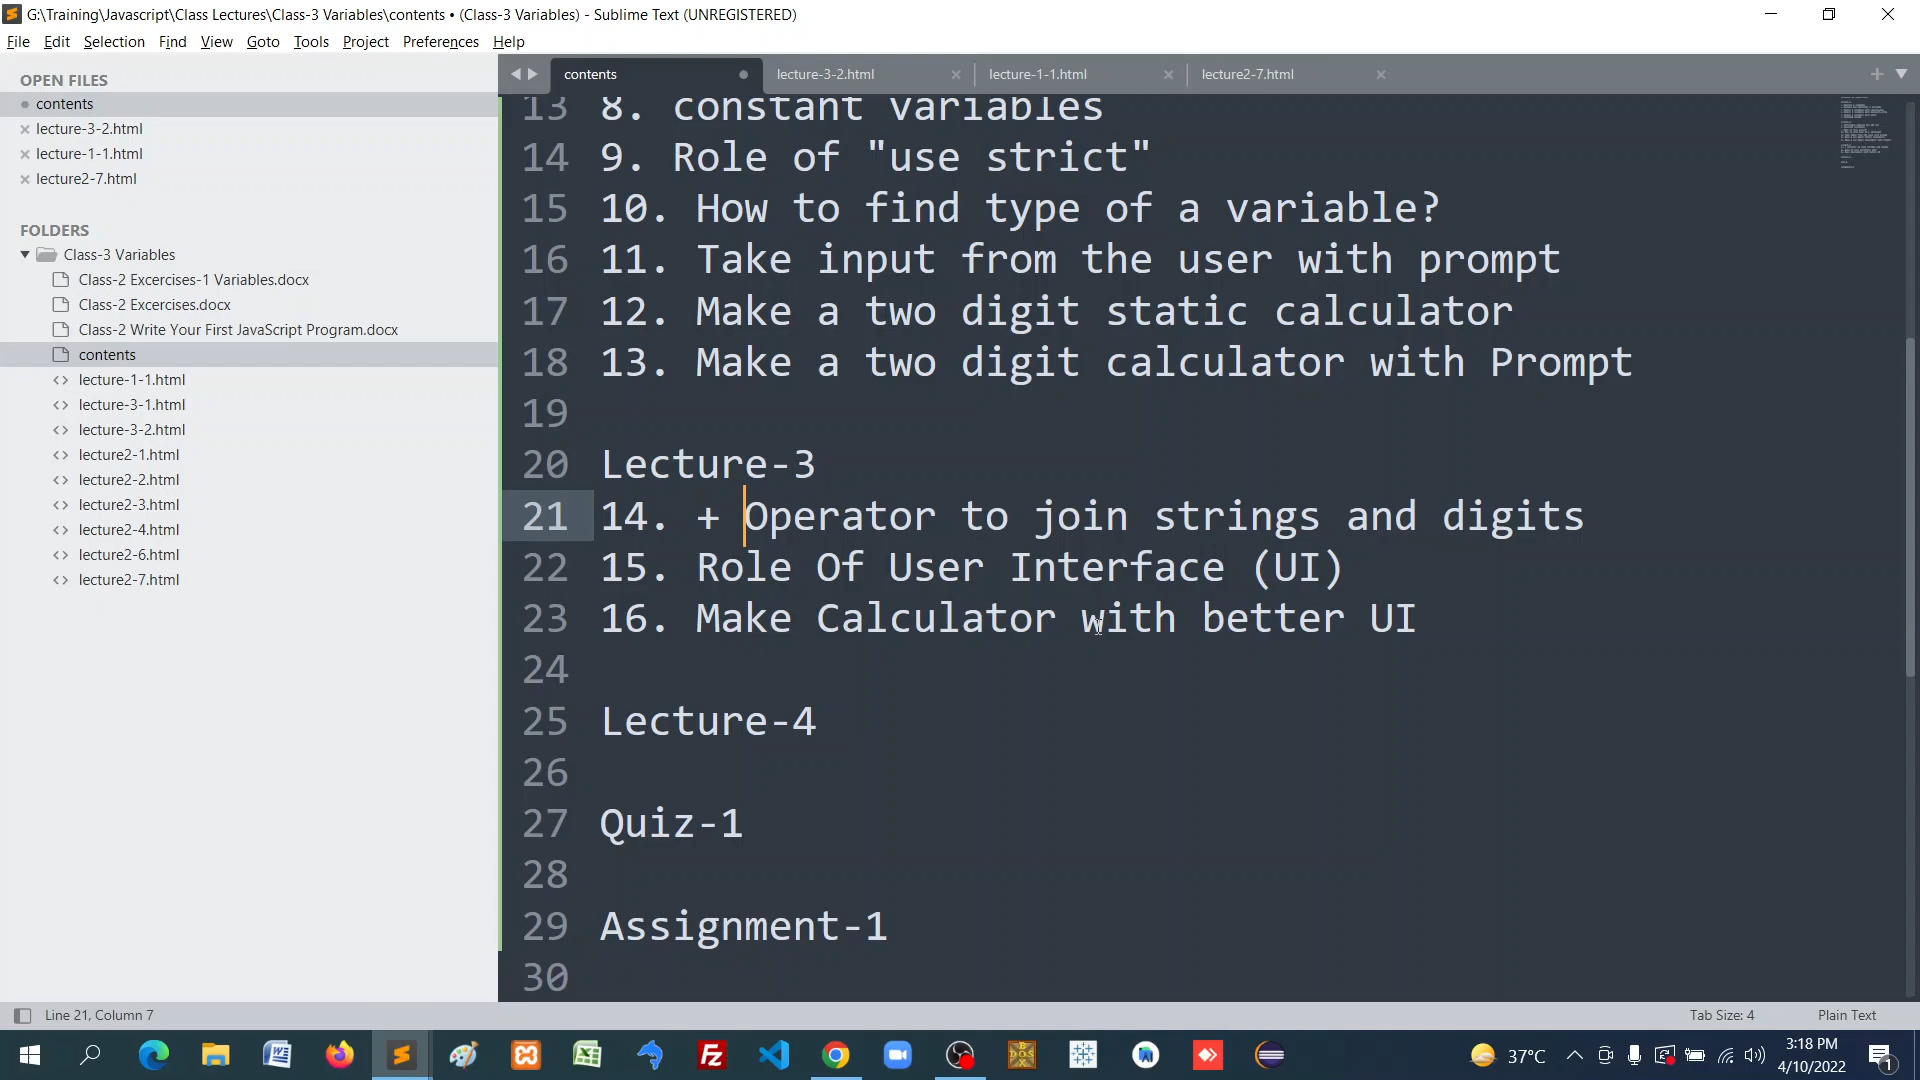 G:\Training\Javascript\Class Lectures\Class-3 Variables\contents • (Class-3 Variables) - Sublime Text (UNREGISTERED)
File Edit Selection Find View Goto Tools Project Preferences Help
OPEN FILES
contents
lecture-3-2.html
lecture-1-1.html
lecture2-7.html
FOLDERS
Class-3 Variables
Class-2 Excercises-1 Variables.docx
Class-2 Excercises.docx
Class-2 Write Your First JavaScript Program.docx
contents
lecture-1-1.html
lecture-3-1.html
lecture-3-2.html
lecture2-1.html
lecture2-2.html
lecture2-3.html
lecture2-4.html
lecture2-6.html
lecture2-7.html
contents lecture-3-2.html lecture-1-1.html lecture2-7.html
13 8. constant variables
14 9. Role of "use strict"
15 10. How to find type of a variable?
16 11. Take input from the user with prompt
17 12. Make a two digit static calculator
18 13. Make a two digit calculator with Prompt
19
20 Lecture-3
21 14. + Operator to join strings and digits
22 15. Role Of User Interface (UI)
23 16. Make Calculator with better UI
24
25 Lecture-4
26
27 Quiz-1
28
29 Assignment-1
30
Line 21, Column 7 Tab Size: 4 Plain Text
37°C 3:18 PM
4/10/2022 1